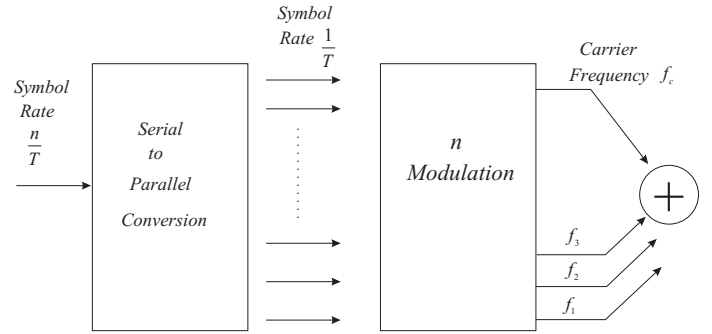 Symbol
Rate
n/T
Serial
to
Parallel
Conversion
Symbol
Rate 1/T
n
Modulation
Carrier
Frequency f_c
+
f_3
f_2
f_1